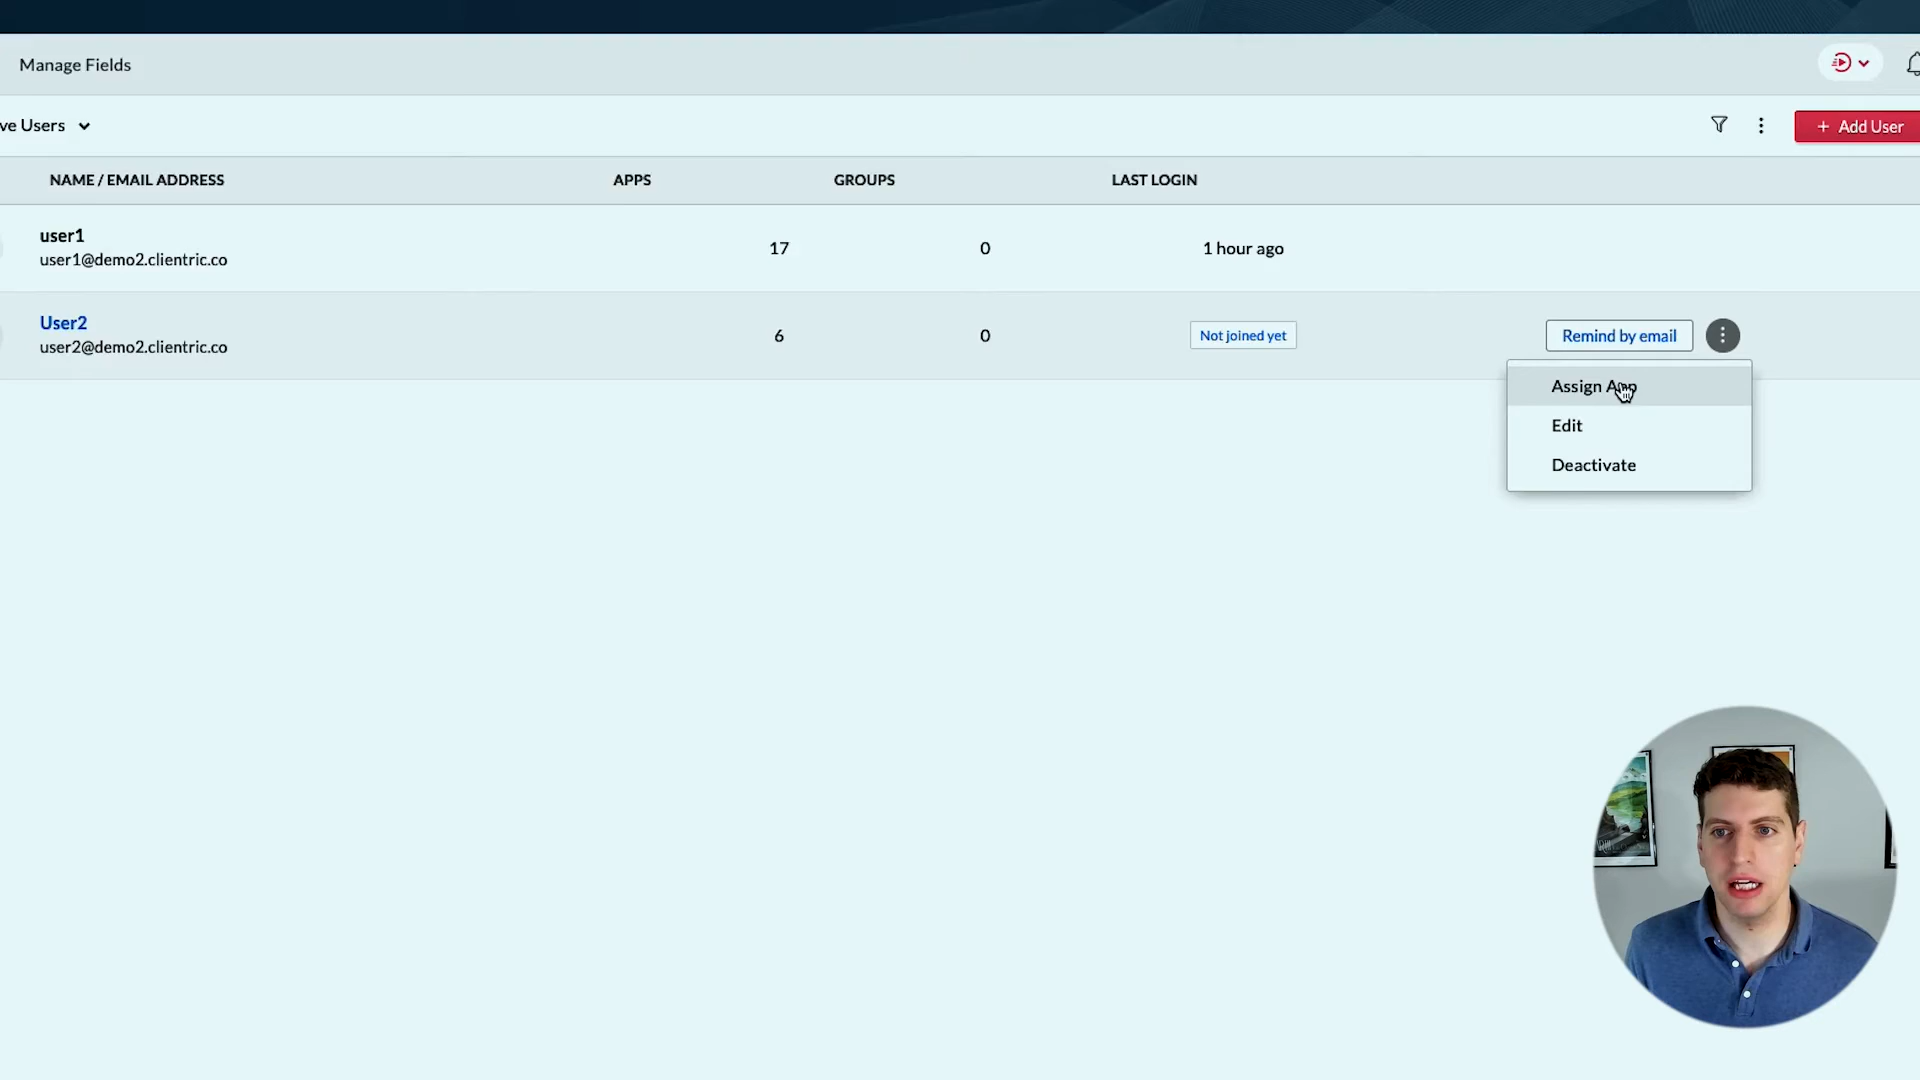 Manage Fields
ve Users
+ Add User
NAME / EMAIL ADDRESS
APPS
GROUPS
LAST LOGIN
user1
user1@demo2.clientric.co
17
0
1 hour ago
User2
user2@demo2.clientric.co
6
0
Not joined yet
Remind by email
Assign App
Edit
Deactivate